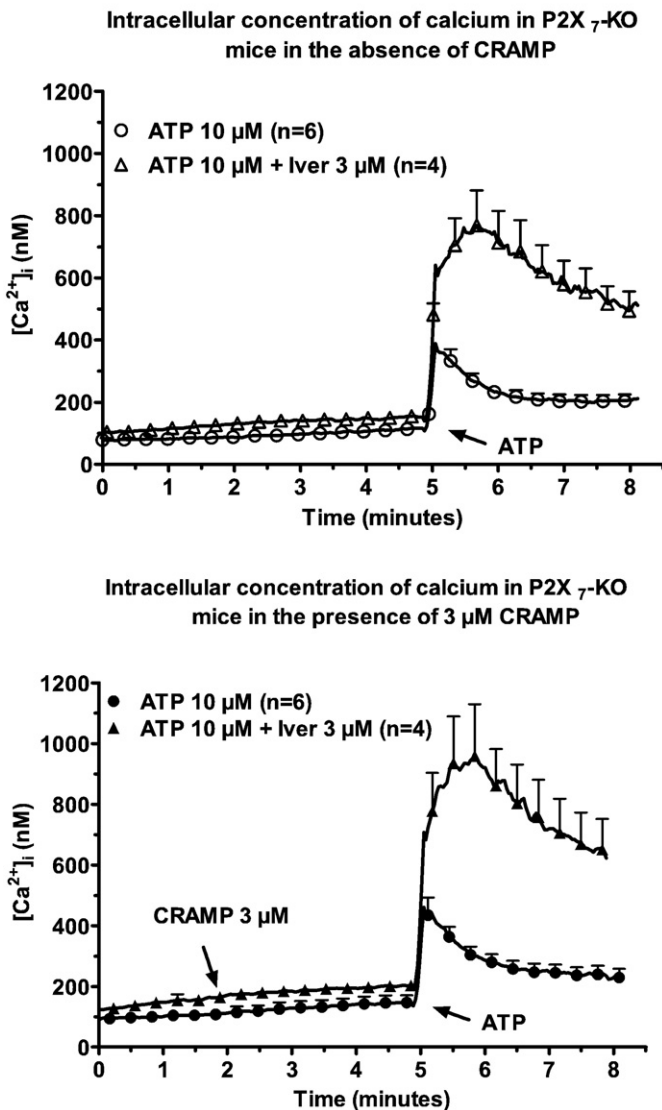 Intracellular concentration of calcium in P2X 7-KO
mice in the absence of CRAMP
1200
1000
800
600
400
200
0
[Ca2+]i (nM)
ATP 10 µM (n=6)
ATP 10 µM + Iver 3 µM (n=4)
ATP
0 1 2 3 4 5 6 7 8
Time (minutes)
Intracellular concentration of calcium in P2X 7-KO
mice in the presence of 3 µM CRAMP
1200
1000
800
600
400
200
0
[Ca2+]i (nM)
ATP 10 µM (n=6)
ATP 10 µM + Iver 3 µM (n=4)
CRAMP 3 µM
ATP
0 1 2 3 4 5 6 7 8
Time (minutes)